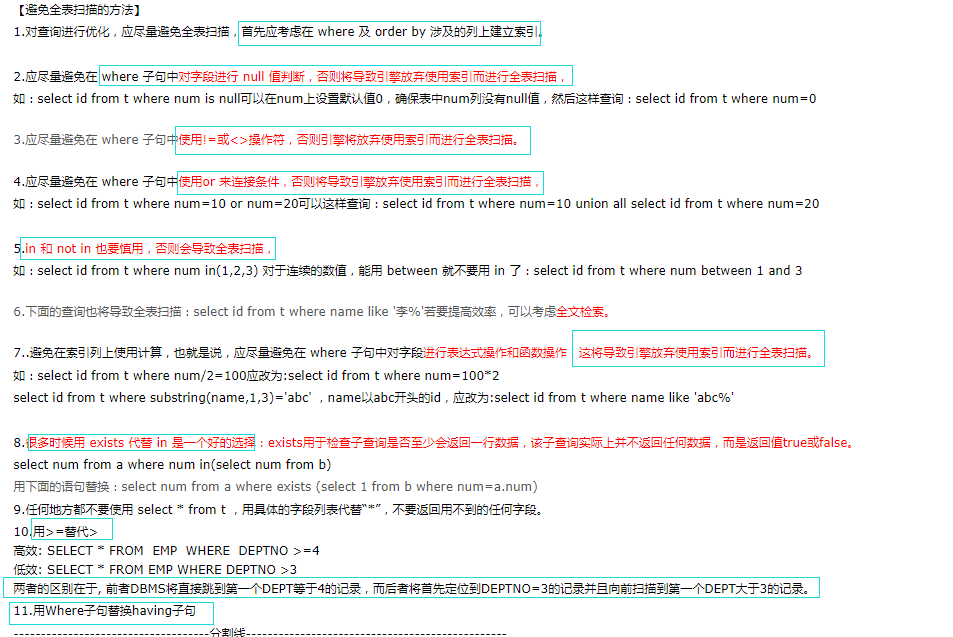 【避免全表扫描的方法】
1.对查询进行优化，应尽量避免全表扫描，首先应考虑在 where 及 order by 涉及的列上建立索引。
2.应尽量避免在 where 子句中对字段进行 null 值判断，否则将导致引擎放弃使用索引而进行全表扫描，
如：select id from t where num is null可以在num上设置默认值0，确保表中num列没有null值，然后这样查询：select id from t where num=0
3.应尽量避免在 where 子句中使用!=或<>操作符，否则引擎将放弃使用索引而进行全表扫描。
4.应尽量避免在 where 子句中使用or 来连接条件，否则将导致引擎放弃使用索引而进行全表扫描，
如：select id from t where num=10 or num=20可以这样查询：select id from t where num=10 union all select id from t where num=20
5.in 和 not in 也要慎用，否则会导致全表扫描，
如：select id from t where num in(1,2,3) 对于连续的数值，能用 between 就不要用 in 了：select id from t where num between 1 and 3
6.下面的查询也将导致全表扫描：select id from t where name like '李%'若要提高效率，可以考虑全文检索。
7..避免在索引列上使用计算，也就是说，应尽量避免在 where 子句中对字段进行表达式操作和函数操作 这将导致引擎放弃使用索引而进行全表扫描。
如：select id from t where num/2=100应改为:select id from t where num=100*2
select id from t where substring(name,1,3)='abc' ，name以abc开头的id，应改为:select id from t where name like 'abc%'
8.很多时候用 exists 代替 in 是一个好的选择：exists用于检查子查询是否至少会返回一行数据，该子查询实际上并不返回任何数据，而是返回值true或false。
select num from a where num in(select num from b)
用下面的语句替换：select num from a where exists (select 1 from b where num=a.num)
9.任何地方都不要使用 select * from t ，用具体的字段列表代替“*”，不要返回用不到的任何字段。
10.用>=替代>
高效: SELECT * FROM  EMP  WHERE  DEPTNO >=4
低效: SELECT * FROM EMP WHERE DEPTNO >3
两者的区别在于, 前者DBMS将直接跳到第一个DEPT等于4的记录，而后者将首先定位到DEPTNO=3的记录并且向前扫描到第一个DEPT大于3的记录。
11.用Where子句替换having子句
------------------------------------分割线------------------------------------------------